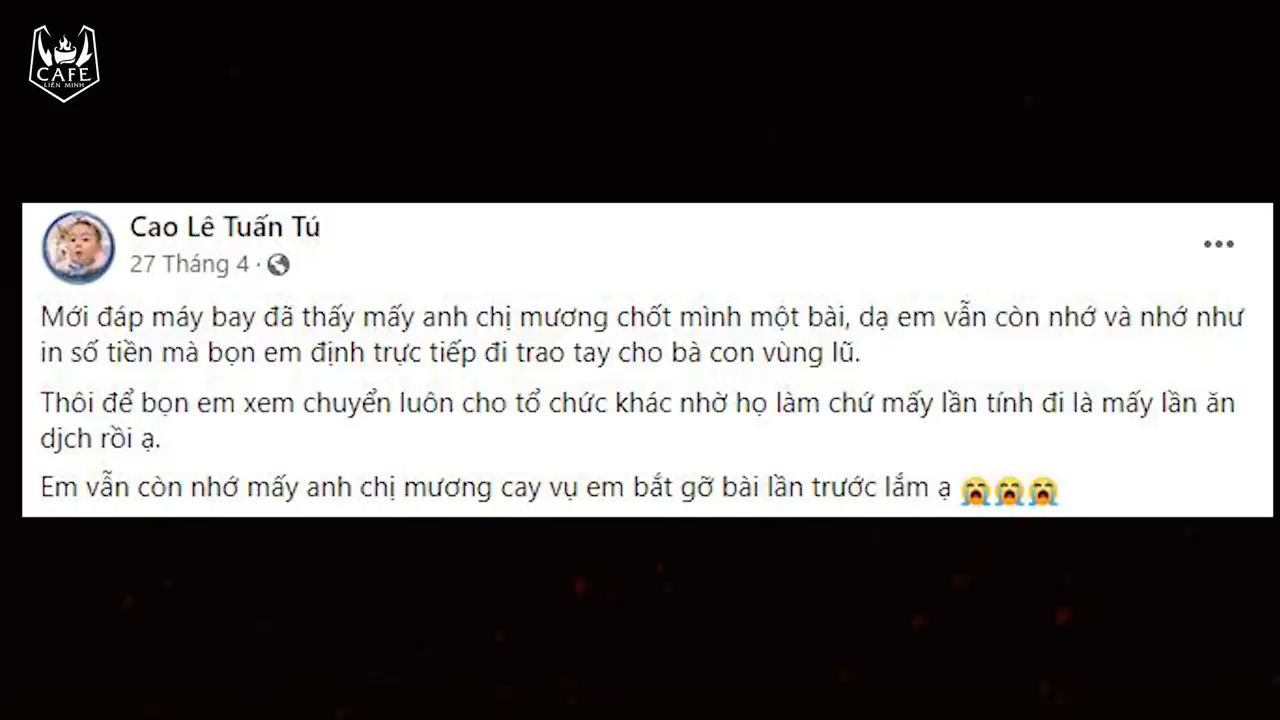 CAFE
LIÊN MINH
Cao Lê Tuấn Tú
27 Tháng 4 ·
Mới đáp máy bay đã thấy mấy anh chị mương chốt mình một bài, dạ em vẫn còn nhớ và nhớ như
in số tiền mà bọn em định trực tiếp đi trao tay cho bà con vùng lũ.
Thôi để bọn em xem chuyển luôn cho tổ chức khác nhờ họ làm chứ mấy lần tính đi là mấy lần ăn
djch rồi ạ.
Em vẫn còn nhớ mấy anh chị mương cay vụ em bắt gỡ bài lần trước lắm ạ 😭😭😭